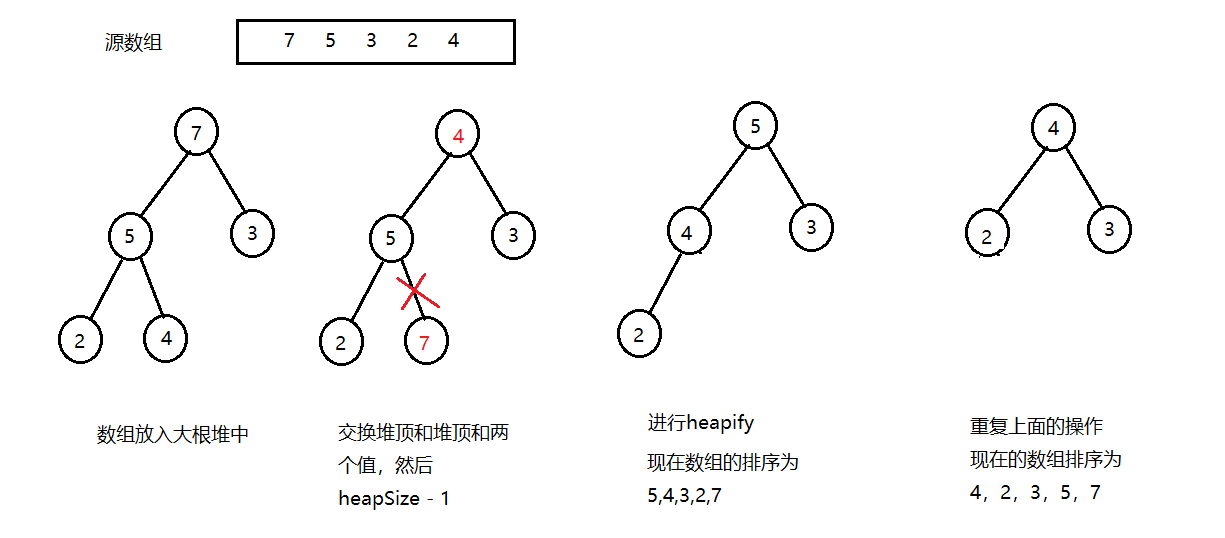 源数组
7 5 3 2 4
7
5
3
2
4
4
5
3
2
7
5
4
3
2
4
2
3
数组放入大根堆中
交换堆顶和堆顶和两
个值，然后
heapSize - 1
进行heapify
现在数组的排序为
5,4,3,2,7
重复上面的操作
现在的数组排序为
4，2，3，5，7